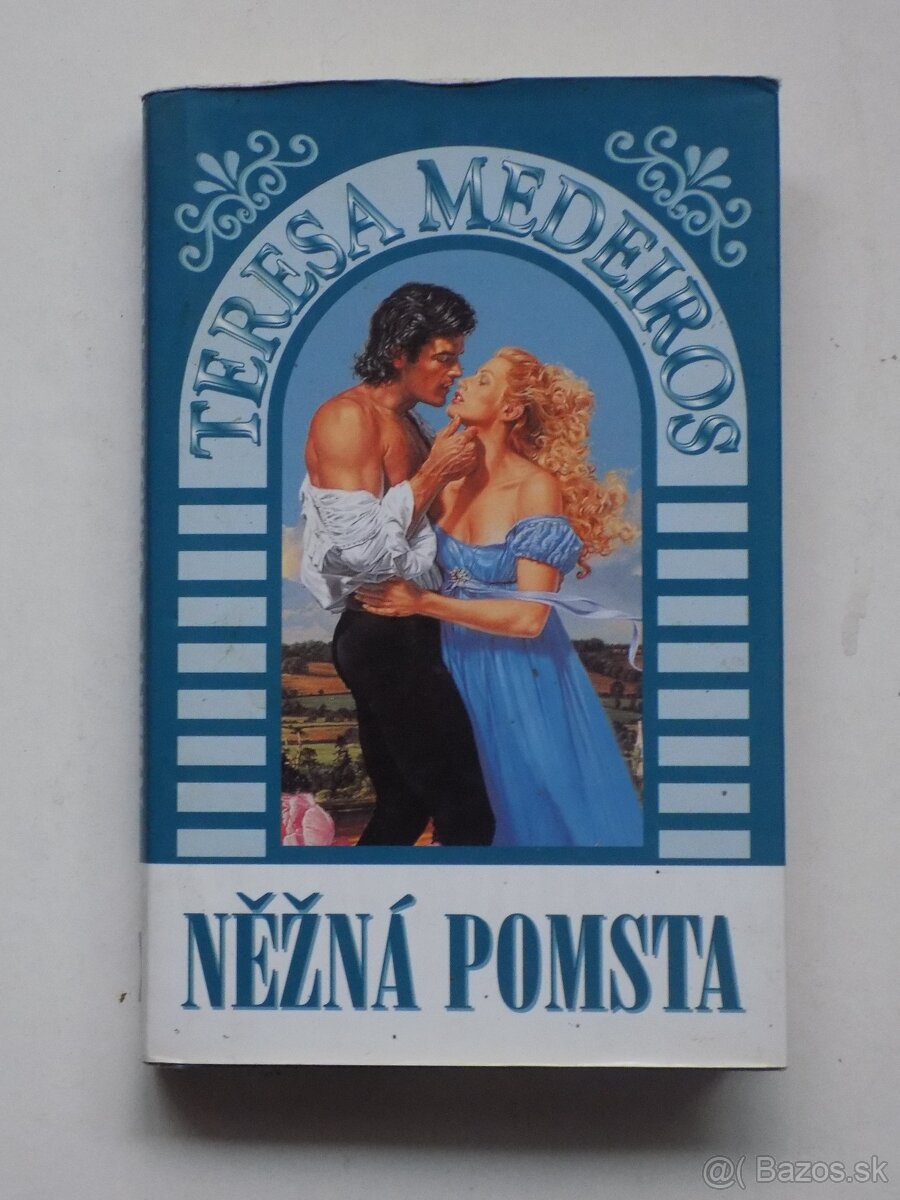 TERESA MEDEIROS
NĚŽNÁ POMSTA
@( Bazos.sk